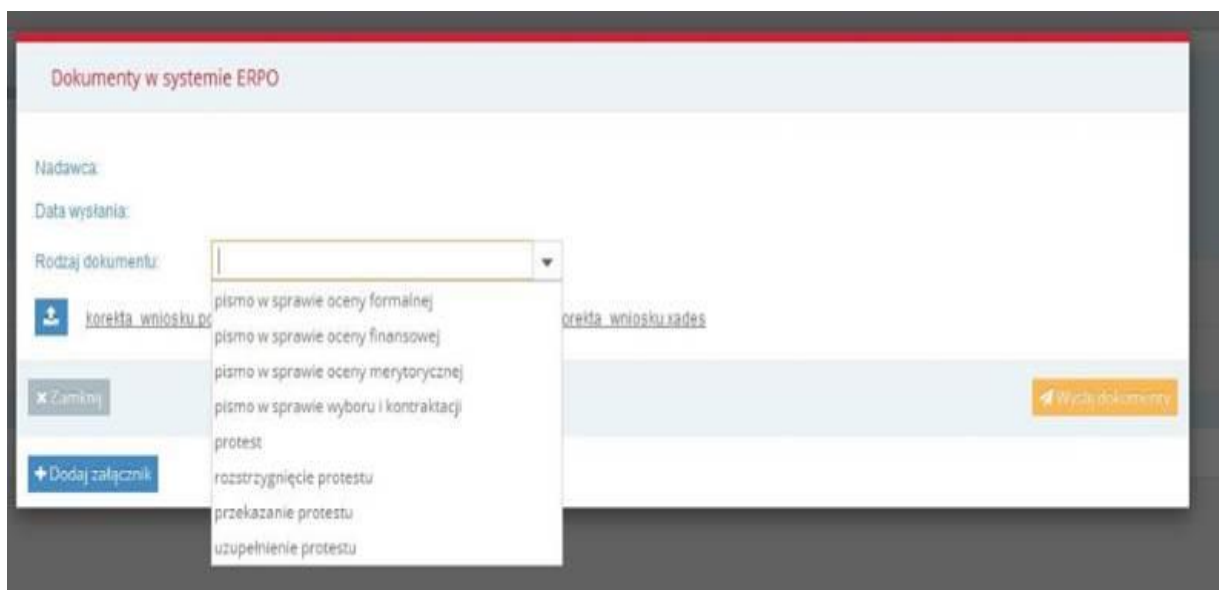 Dokumenty w systemie ERPO
Nadawca:
Data wysłania:
Rodzaj dokumentu:
pismo w sprawie oceny formalnej
korekta_wniosku.pd
orekta_wniosku.xades
pismo w sprawie oceny finansowej
pismo w sprawie oceny merytorycznej
Zamknij
pismo w sprawie wyboru i kontraktacji
Wyślij dokumenty
protest
Dodaj załącznik
rozstrzygnięcie protestu
przekazanie protestu
uzupełnienie protestu